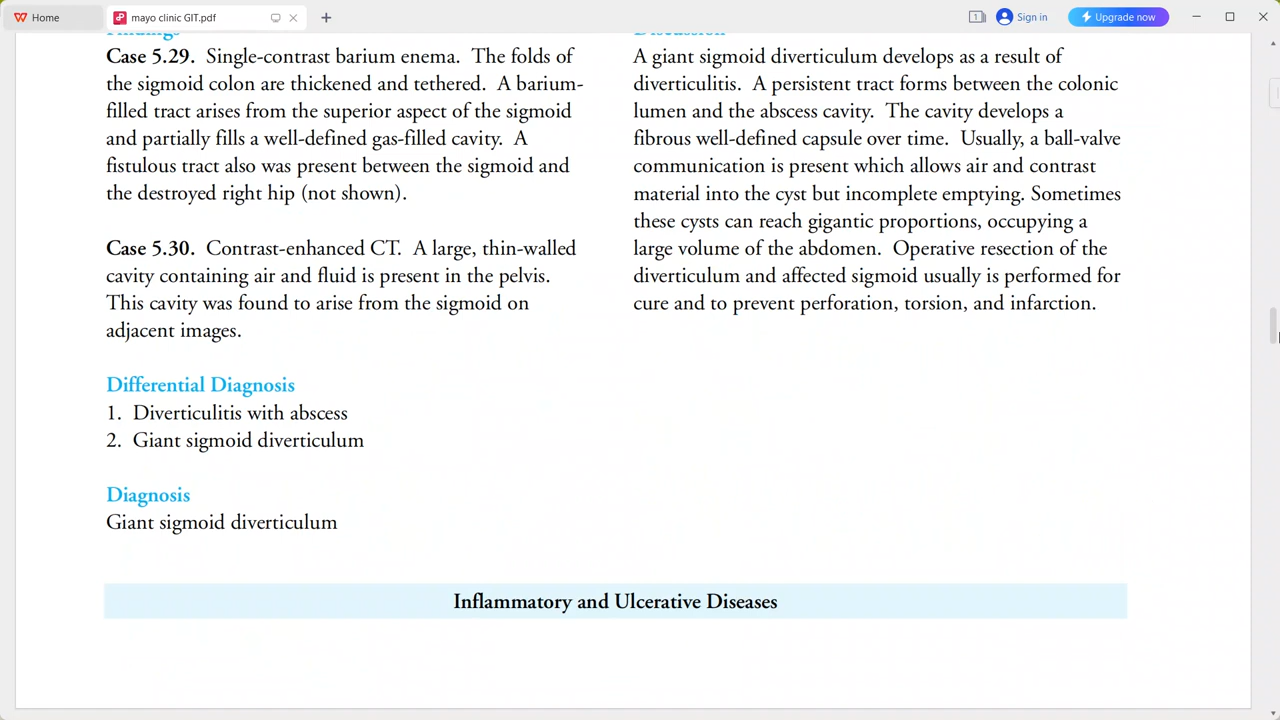 Home
mayo clinic GIT.pdf
Sign in
Upgrade now
Findings
Case 5.29. Single-contrast barium enema. The folds of
the sigmoid colon are thickened and tethered. A barium-
filled tract arises from the superior aspect of the sigmoid
and partially fills a well-defined gas-filled cavity. A
fistulous tract also was present between the sigmoid and
the destroyed right hip (not shown).
Case 5.30. Contrast-enhanced CT. A large, thin-walled
cavity containing air and fluid is present in the pelvis.
This cavity was found to arise from the sigmoid on
adjacent images.
Differential Diagnosis
1. Diverticulitis with abscess
2. Giant sigmoid diverticulum
Diagnosis
Giant sigmoid diverticulum
Discussion
A giant sigmoid diverticulum develops as a result of
diverticulitis. A persistent tract forms between the colonic
lumen and the abscess cavity. The cavity develops a
fibrous well-defined capsule over time. Usually, a ball-valve
communication is present which allows air and contrast
material into the cyst but incomplete emptying. Sometimes
these cysts can reach gigantic proportions, occupying a
large volume of the abdomen. Operative resection of the
diverticulum and affected sigmoid usually is performed for
cure and to prevent perforation, torsion, and infarction.
Inflammatory and Ulcerative Diseases